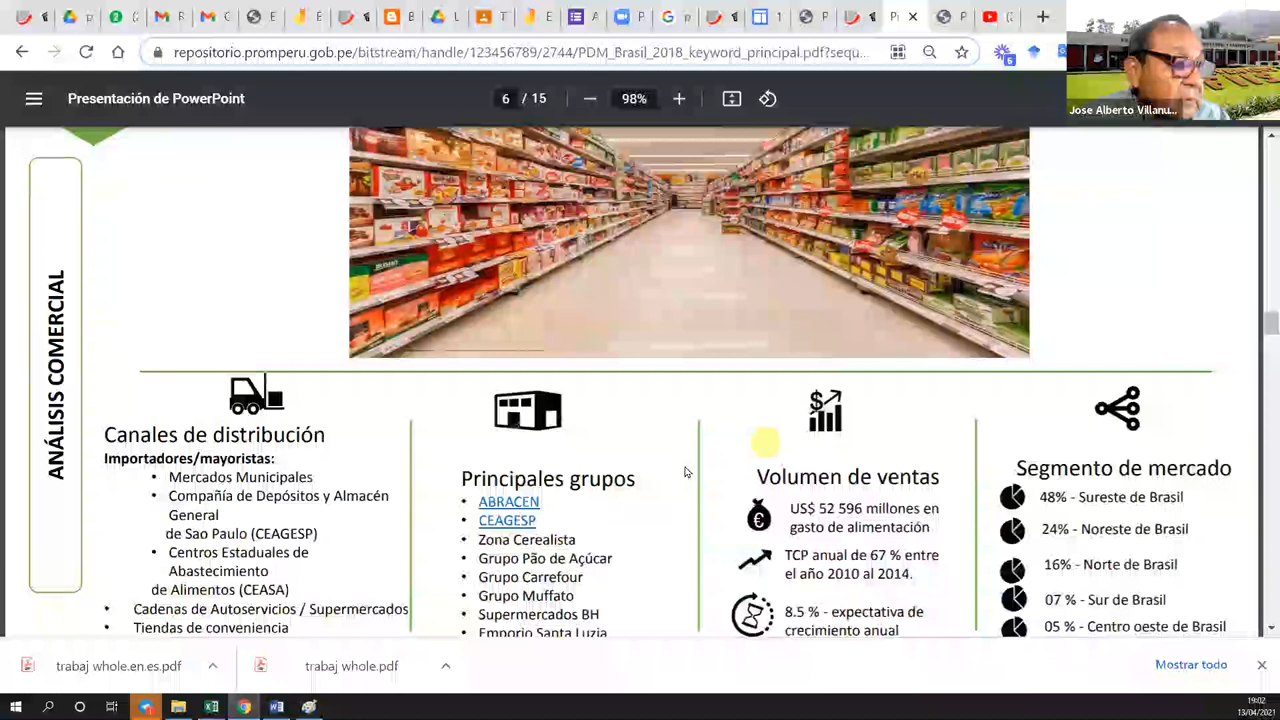 repositorio.promperu.gob.pe/bitstream/handle/123456789/2744/PDM_Brasil_2018_keyword_principal.pdf?sequ...
5
Jose Alberto Villanu...
Presentación de PowerPoint
6 / 15
98%
ANÁLISIS COMERCIAL
Canales de distribución
Importadores/mayoristas:
• Mercados Municipales
• Compañía de Depósitos y Almacén
General
de Sao Paulo (CEAGESP)
• Centros Estaduales de
Abastecimiento
de Alimentos (CEASA)
• Cadenas de Autoservicios / Supermercados
• Tiendas de conveniencia
Principales grupos
• ABRACEN
• CEAGESP
• Zona Cerealista
• Grupo Pão de Açúcar
• Grupo Carrefour
• Grupo Muffato
• Supermercados BH
• Emporio Santa Luzia
Volumen de ventas
US$ 52 596 millones en
gasto de alimentación
TCP anual de 67 % entre
el año 2010 al 2014.
8.5 % - expectativa de
crecimiento anual
Segmento de mercado
48% - Sureste de Brasil
24% - Noreste de Brasil
16% - Norte de Brasil
07 % - Sur de Brasil
05 % - Centro oeste de Brasil
trabaj whole.en.es.pdf
trabaj whole.pdf
Mostrar todo
19:02
13/04/2021